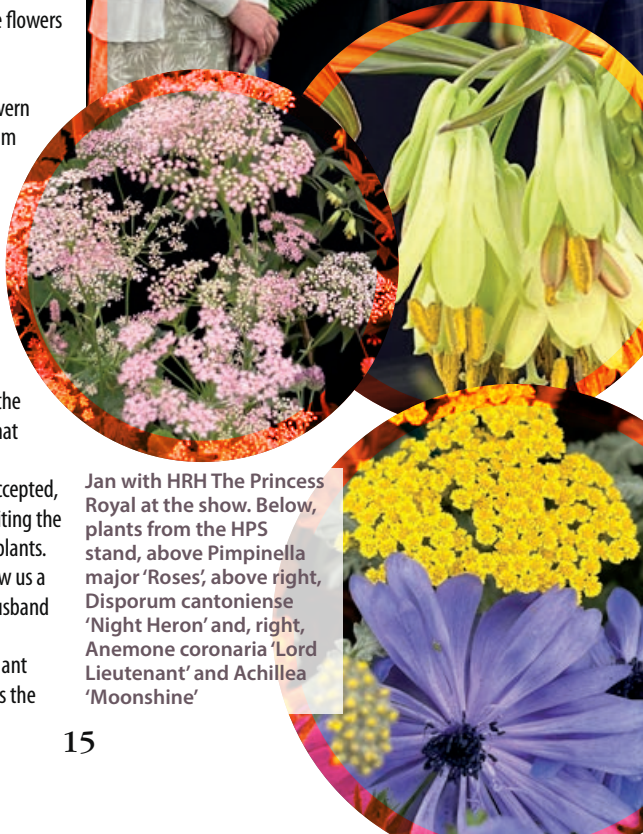 flowers
the
hat
ccepted,
iting the
plants.
w us a
usband
ant
s the
Jan with HRH The Princess
Royal at the show. Below,
plants from the HPS
stand, above Pimpinella
major ‘Roses’, above right,
Disporum cantoniense
‘Night Heron’ and, right,
Anemone coronaria ‘Lord
Lieutenant’ and Achillea
‘Moonshine’
15